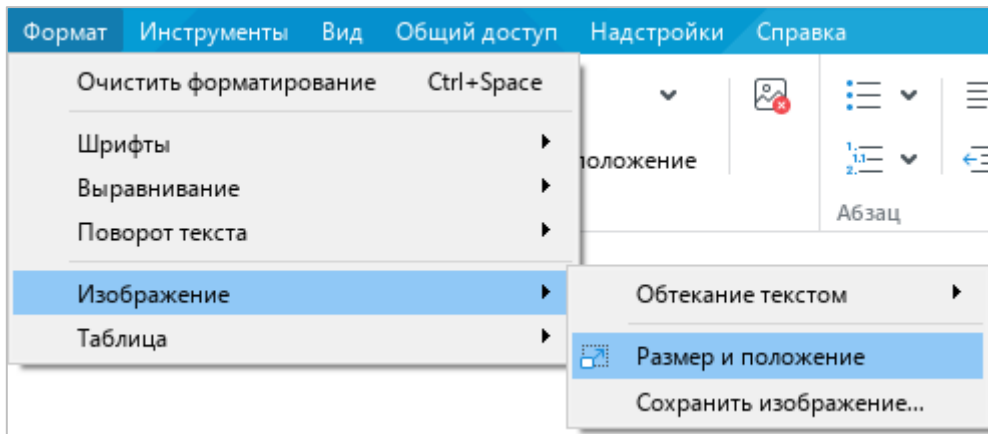 Формат Инструменты Вид Общий доступ Надстройки Справка
Очистить форматирование Ctrl+Space
Шрифты
положение
Выравнивание
Поворот текста
Абзац
Изображение
Обтекание текстом
Таблица
Размер и положение
Сохранить изображение...